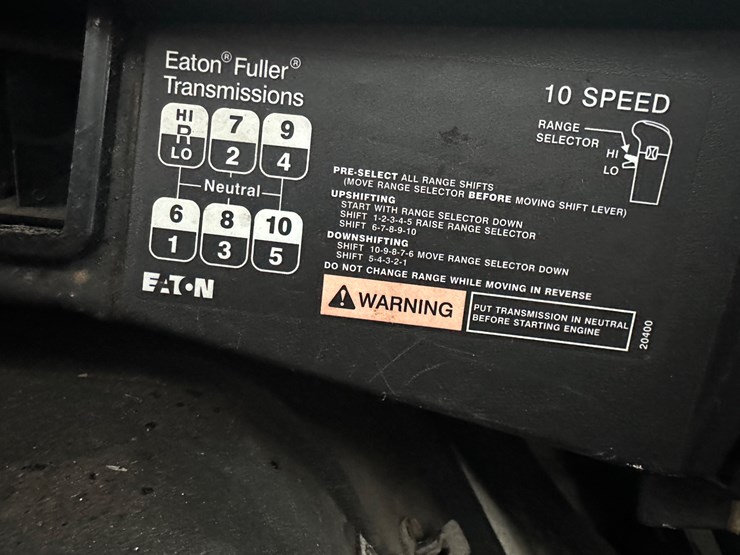 Eaton® Fuller®
Transmissions
HI
R
LO
7
2
9
4
Neutral
6
1
8
3
10
5
EATON
10 SPEED
RANGE
SELECTOR
HI
LO
PRE-SELECT ALL RANGE SHIFTS
(MOVE RANGE SELECTOR BEFORE MOVING SHIFT LEVER)
UPSHIFTING
START WITH RANGE SELECTOR DOWN
SHIFT 1-2-3-4-5 RAISE RANGE SELECTOR
SHIFT 6-7-8-9-10
DOWNSHIFTING
SHIFT 10-9-8-7-6 MOVE RANGE SELECTOR DOWN
SHIFT 5-4-3-2-1
DO NOT CHANGE RANGE WHILE MOVING IN REVERSE
WARNING
PUT TRANSMISSION IN NEUTRAL
BEFORE STARTING ENGINE
20400